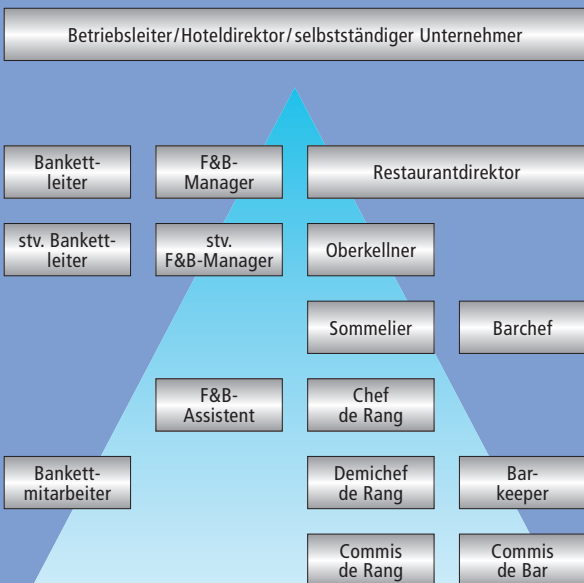 Betriebsleiter/Hoteldirektor/selbstständiger Unternehmer
Bankett-
leiter
F&B-
Manager
Restaurantdirektor
stv. Bankett-
leiter
stv.
F&B-Manager
Oberkellner
Sommelier
Barchef
F&B-
Assistent
Chef
de Rang
Bankett-
mitarbeiter
Demichef
de Rang
Bar-
keeper
Commis
de Rang
Commis
de Bar